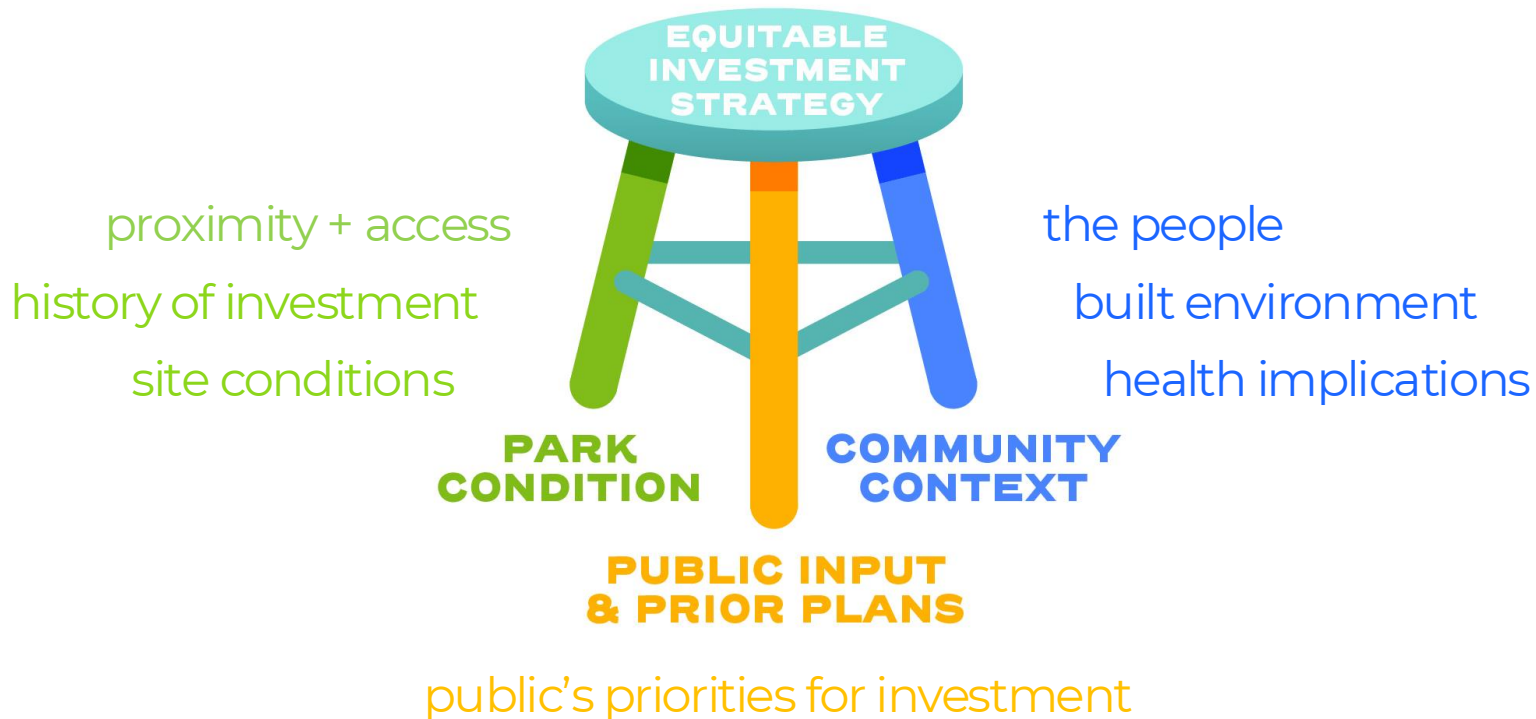 EQUITABLE
INVESTMENT
STRATEGY
proximity + access
history of investment
site conditions
the people
built environment
health implications
PARK
CONDITION
COMMUNITY
CONTEXT
PUBLIC INPUT
& PRIOR PLANS
public's priorities for investment